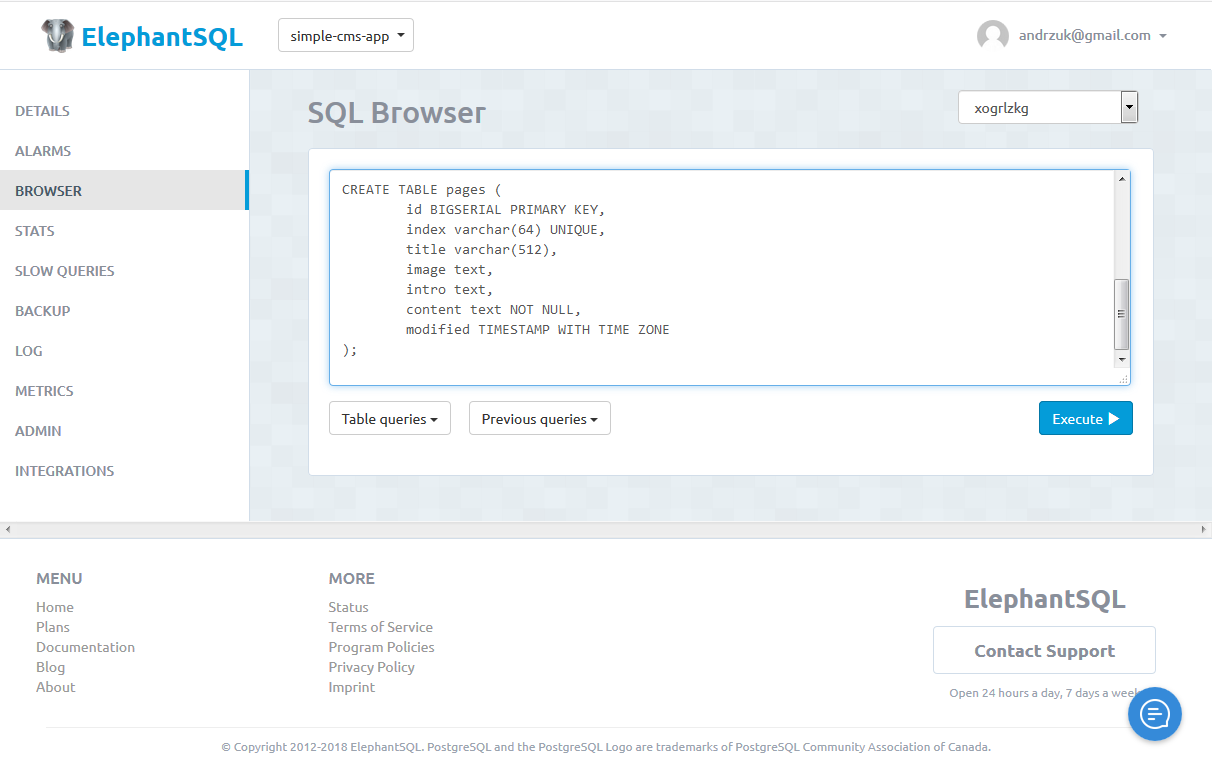 ElephantSQL
simple-cms-app
andrzuk@gmail.com
DETAILS
ALARMS
BROWSER
STATS
SLOW QUERIES
BACKUP
LOG
METRICS
ADMIN
INTEGRATIONS
SQL Browser
xogrlzkg
CREATE TABLE pages (
id BIGSERIAL PRIMARY KEY,
index varchar(64) UNIQUE,
title varchar(512),
image text,
intro text,
content text NOT NULL,
modified TIMESTAMP WITH TIME ZONE
);
Table queries
Previous queries
Execute
MENU
Home
Plans
Documentation
Blog
About
MORE
Status
Terms of Service
Program Policies
Privacy Policy
Imprint
ElephantSQL
Contact Support
Open 24 hours a day, 7 days a week
© Copyright 2012-2018 ElephantSQL. PostgreSQL and the PostgreSQL Logo are trademarks of PostgreSQL Community Association of Canada.